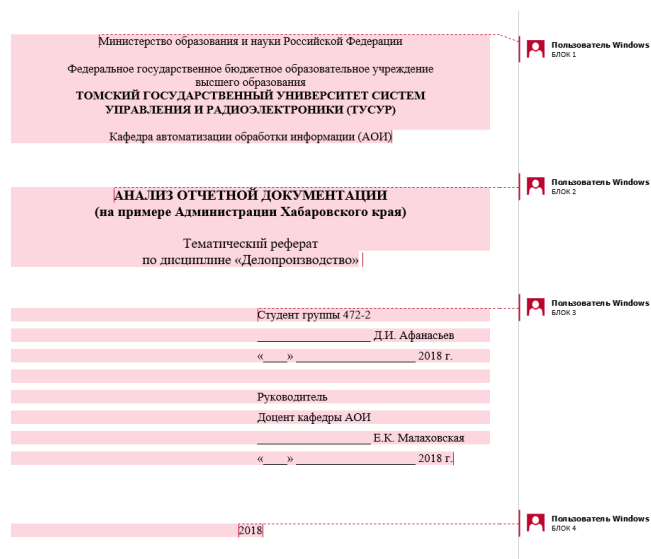 Министерство образования и науки Российской Федерации
Пользователь Windows
БЛОК 1
Федеральное государственное бюджетное образовательное учреждение
высшего образования
ТОМСКИЙ ГОСУДАРСТВЕННЫЙ УНИВЕРСИТЕТ СИСТЕМ
УПРАВЛЕНИЯ И РАДИОЭЛЕКТРОНИКИ (ТУСУР)
Кафедра автоматизации обработки информации (АОИ)
Пользователь Windows
БЛОК 2
АНАЛИЗ ОТЧЕТНОЙ ДОКУМЕНТАЦИИ
(на примере Администрации Хабаровского края)
Тематический реферат
по дисциплине «Делопроизводство»
Пользователь Windows
БЛОК 3
Студент группы 472-2
___________________ Д.И. Афанасьев
«____» ____________________ 2018 г.
Руководитель
Доцент кафедры АОИ
___________________ Е.К. Малаховская
«____» ____________________ 2018 г.
Пользователь Windows
БЛОК 4
2018